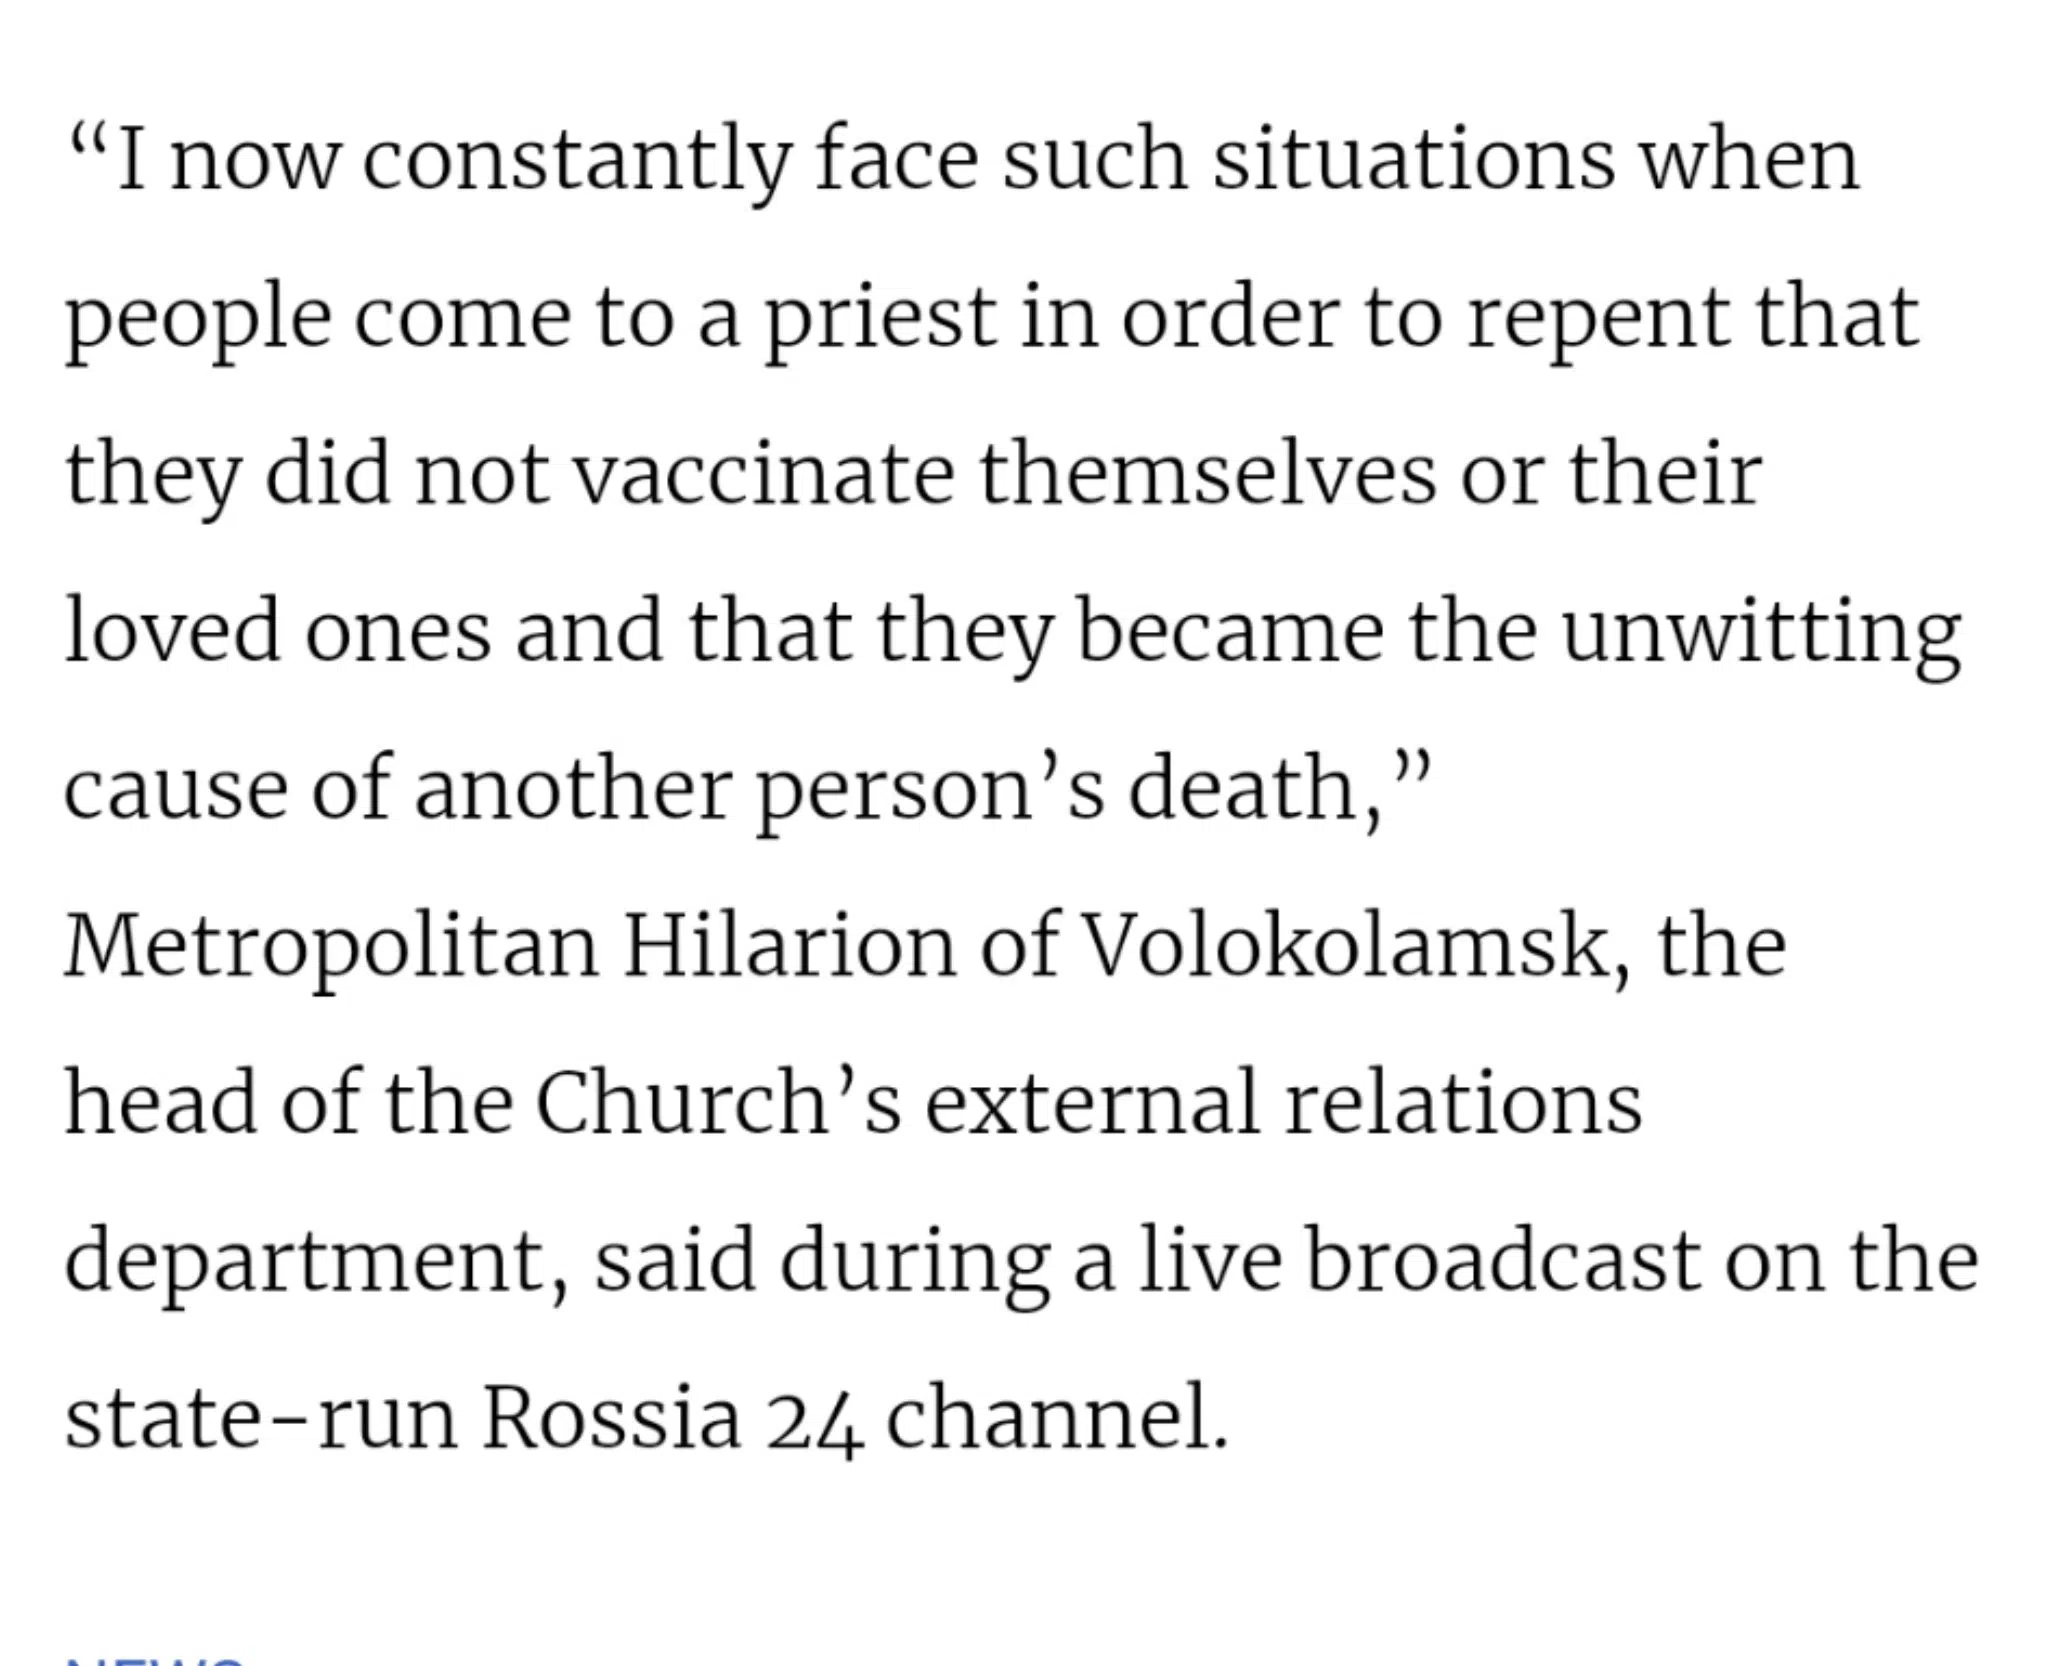 “I now constantly face such situations when
people come to a priest in order to repent that
they did not vaccinate themselves or their
loved ones and that they became the unwitting
cause of another person’s death,”
Metropolitan Hilarion of Volokolamsk, the
head of the Church’s external relations
department, said during a live broadcast on the
state-run Rossia 24 channel.
NEWS